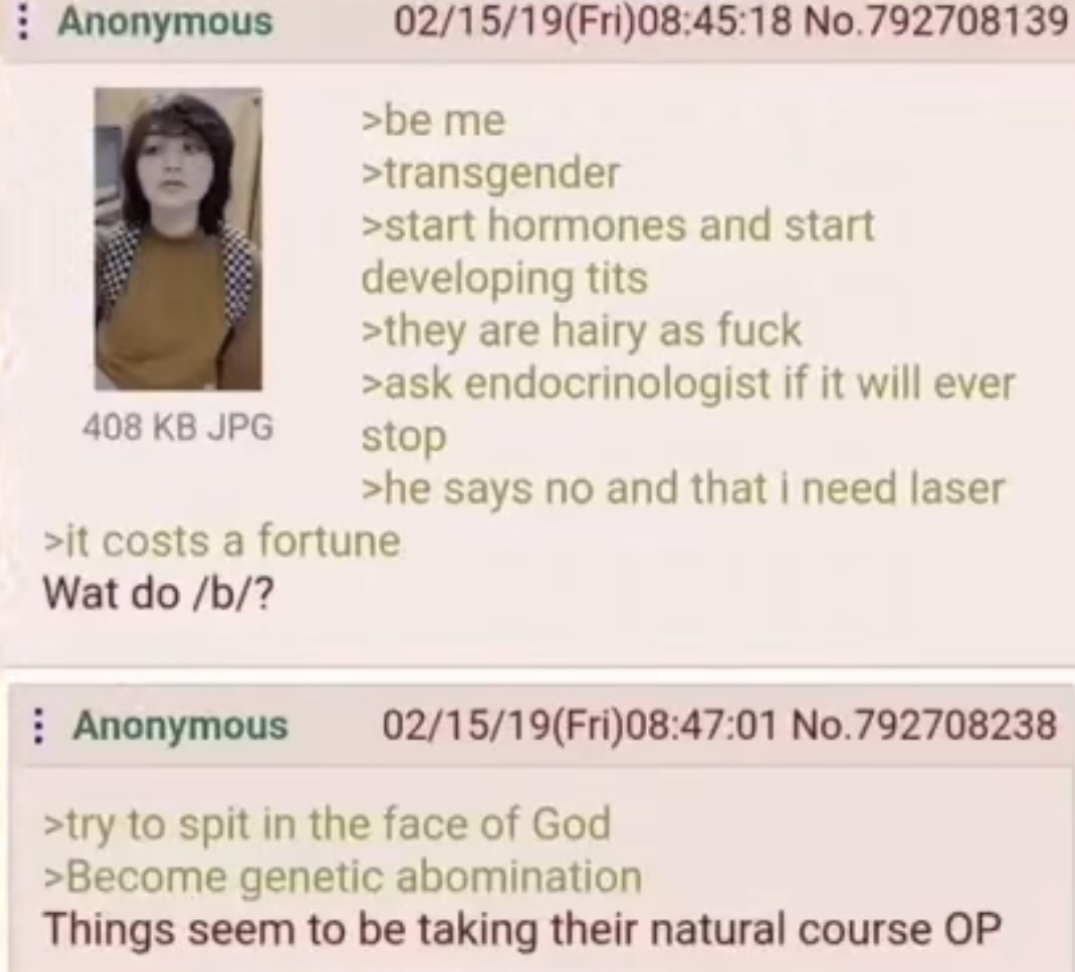 Anonymous 02/15/19(Fri)08:45:18 No.792708139
>be me
>transgender
>start hormones and start
developing tits
>they are hairy as fuck
>ask endocrinologist if it will ever
stop
>he says no and that i need laser
408 KB JPG
>it costs a fortune
Wat do /b/?
Anonymous 02/15/19(Fri)08:47:01 No.792708238
>try to spit in the face of God
>Become genetic abomination
Things seem to be taking their natural course OP